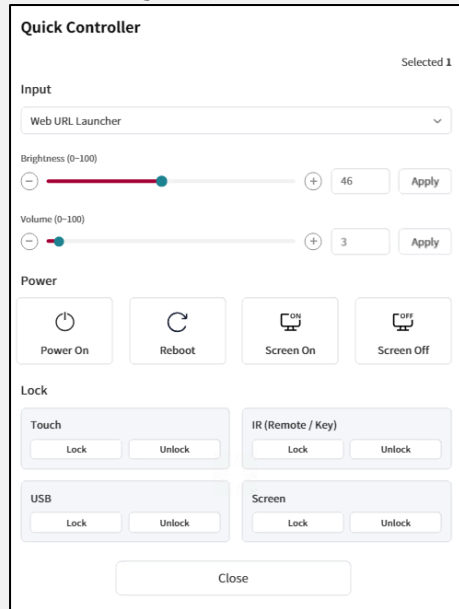 Quick Controller
Selected 1
Input
Web URL Launcher
Brightness (0~100)
46 Apply
Volume (0~100)
3 Apply
Power
ON OFF
Power On Reboot Screen On Screen Off
Lock
Touch IR (Remote / Key)
Lock Unlock Lock Unlock
USB Screen
Lock Unlock Lock Unlock
Close